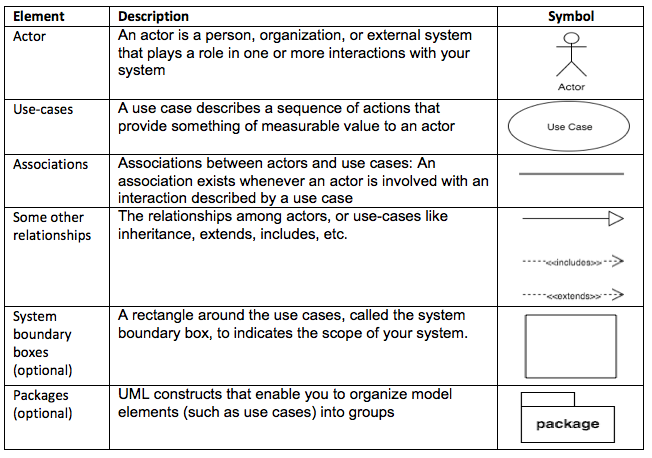 Element Description Symbol
Actor An actor is a person, organization, or external system
that plays a role in one or more interactions with your
system
Actor
Use-cases A use case describes a sequence of actions that
provide something of measurable value to an actor
Use Case
Associations Associations between actors and use cases: An
association exists whenever an actor is involved with an
interaction described by a use case
Some other The relationships among actors, or use-cases like
relationships inheritance, extends, includes, etc.
<<includes>>
<<extends>>
System A rectangle around the use cases, called the system
boundary boundary box, to indicates the scope of your system.
boxes
(optional)
Packages UML constructs that enable you to organize model
(optional) elements (such as use cases) into groups
package